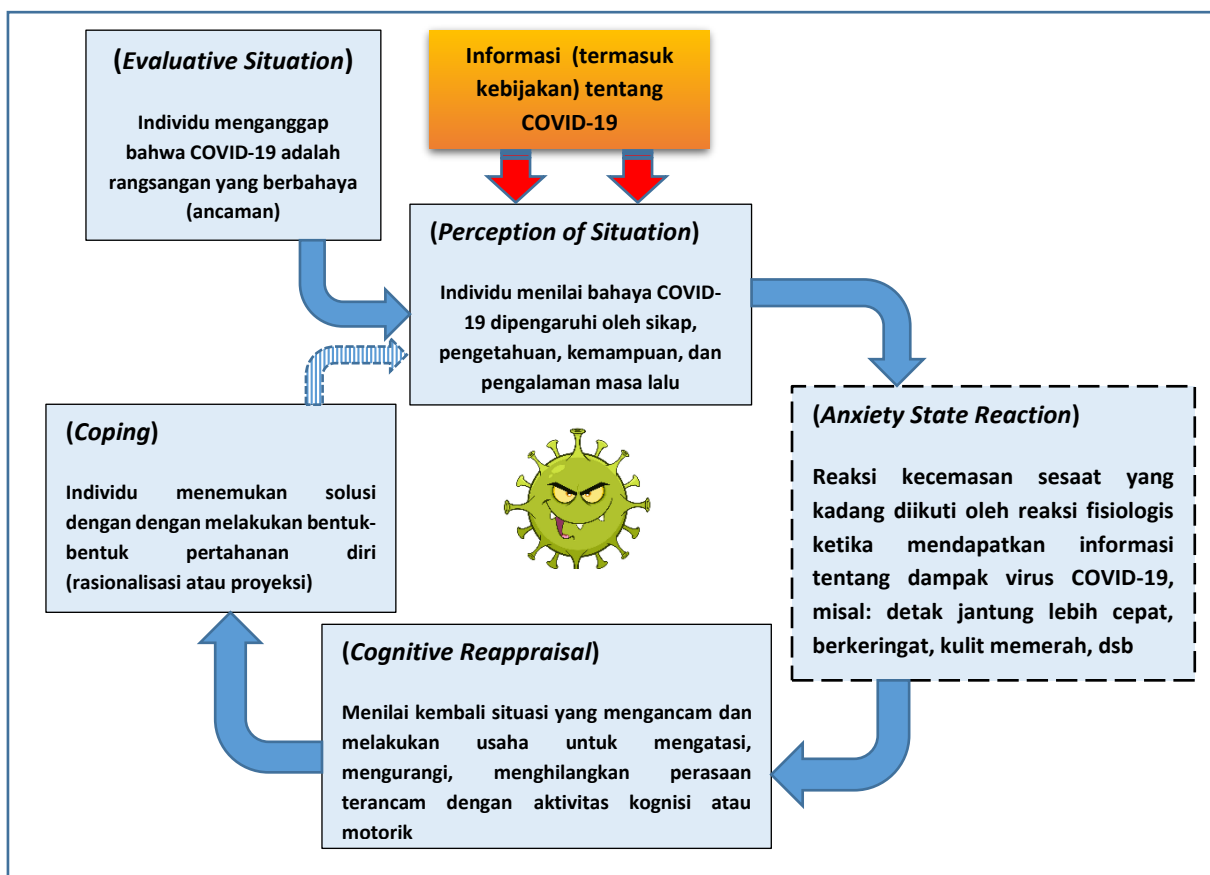 (Evaluative Situation)
Individu menganggap
bahwa COVID-19 adalah
rangsangan yang berbahaya
(ancaman)
Informasi (termasuk
kebijakan) tentang
COVID-19
(Perception of Situation)
Individu menilai bahaya COVID-
19 dipengaruhi oleh sikap,
pengetahuan, kemampuan, dan
pengalaman masa lalu
(Anxiety State Reaction)
Reaksi kecemasan sesaat yang
kadang diikuti oleh reaksi fisiologis
ketika mendapatkan informasi
tentang dampak virus COVID-19,
misal: detak jantung lebih cepat,
berkeringat, kulit memerah, dsb
(Cognitive Reappraisal)
Menilai kembali situasi yang mengancam dan
melakukan usaha untuk mengatasi,
mengurangi, menghilangkan perasaan
terancam dengan aktivitas kognisi atau
motorik
(Coping)
Individu menemukan solusi
dengan dengan melakukan bentuk-
bentuk pertahanan diri
(rasionalisasi atau proyeksi)